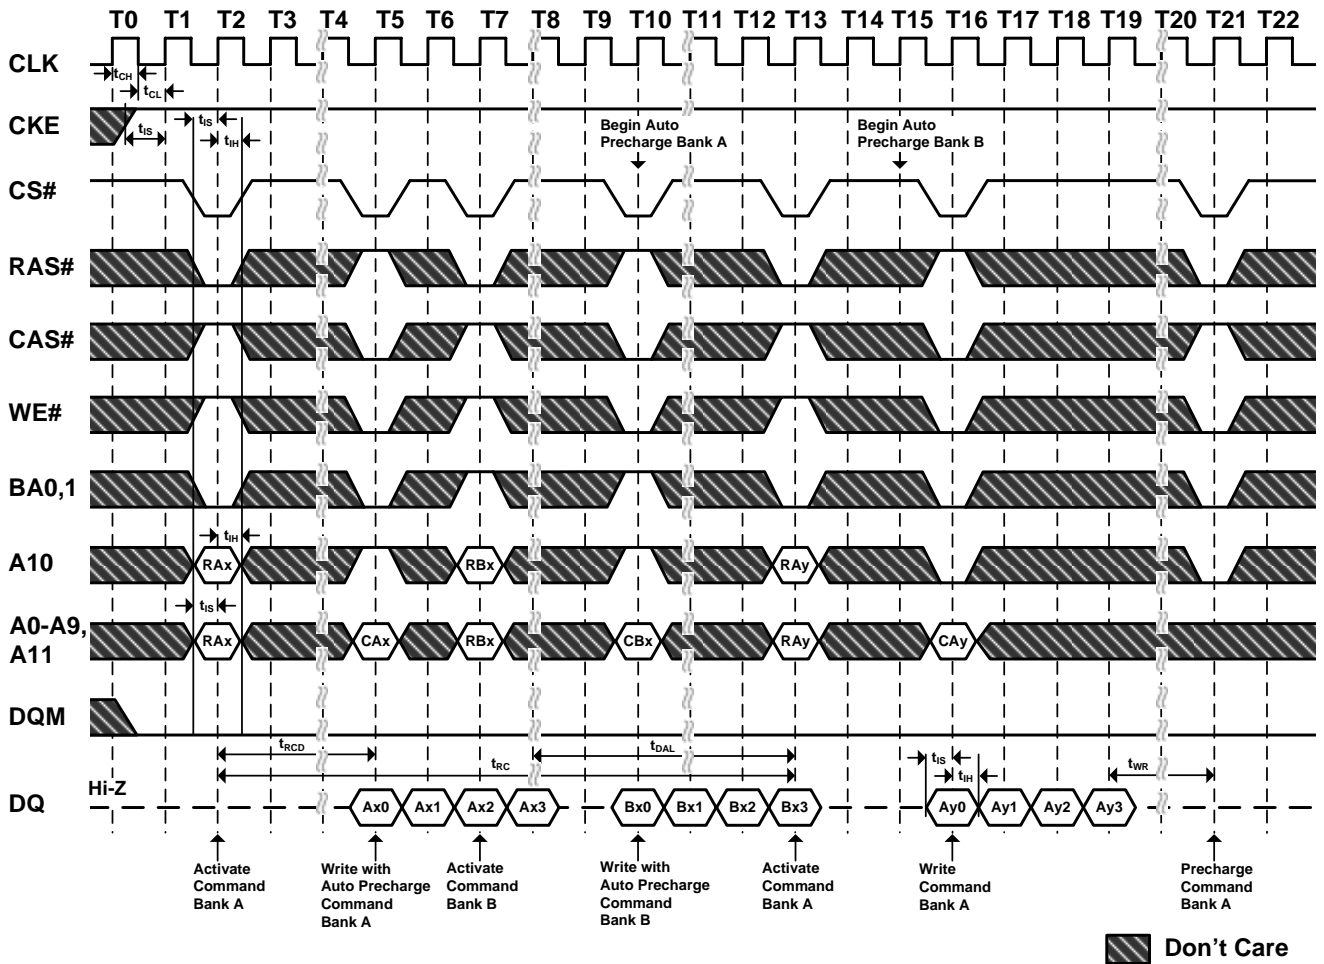 T0 T1 T2 T3 T4 T5 T6 T7 T8 T9 T10 T11 T12 T13 T14 T15 T16 T17 T18 T19 T20 T21 T22
CLK
tCH
tCL
CKE
tIS
tIS
tIH
Begin Auto
Precharge Bank A
Begin Auto
Precharge Bank B
CS#
RAS#
CAS#
WE#
BA0,1
tIH
A10
RAx RBx RAy
tIS
A0-A9,
A11
RAx CAx RBx CBx RAy CAy
DQM
tRCD
tDAL
tRC
tIS
tIH
tWR
Hi-Z
DQ
Ax0 Ax1 Ax2 Ax3 Bx0 Bx1 Bx2 Bx3 Ay0 Ay1 Ay2 Ay3
Activate
Command
Bank A
Write with
Auto Precharge
Command
Bank A
Activate
Command
Bank B
Write with
Auto Precharge
Command
Bank B
Activate
Command
Bank A
Write
Command
Bank A
Precharge
Command
Bank A
Don't Care